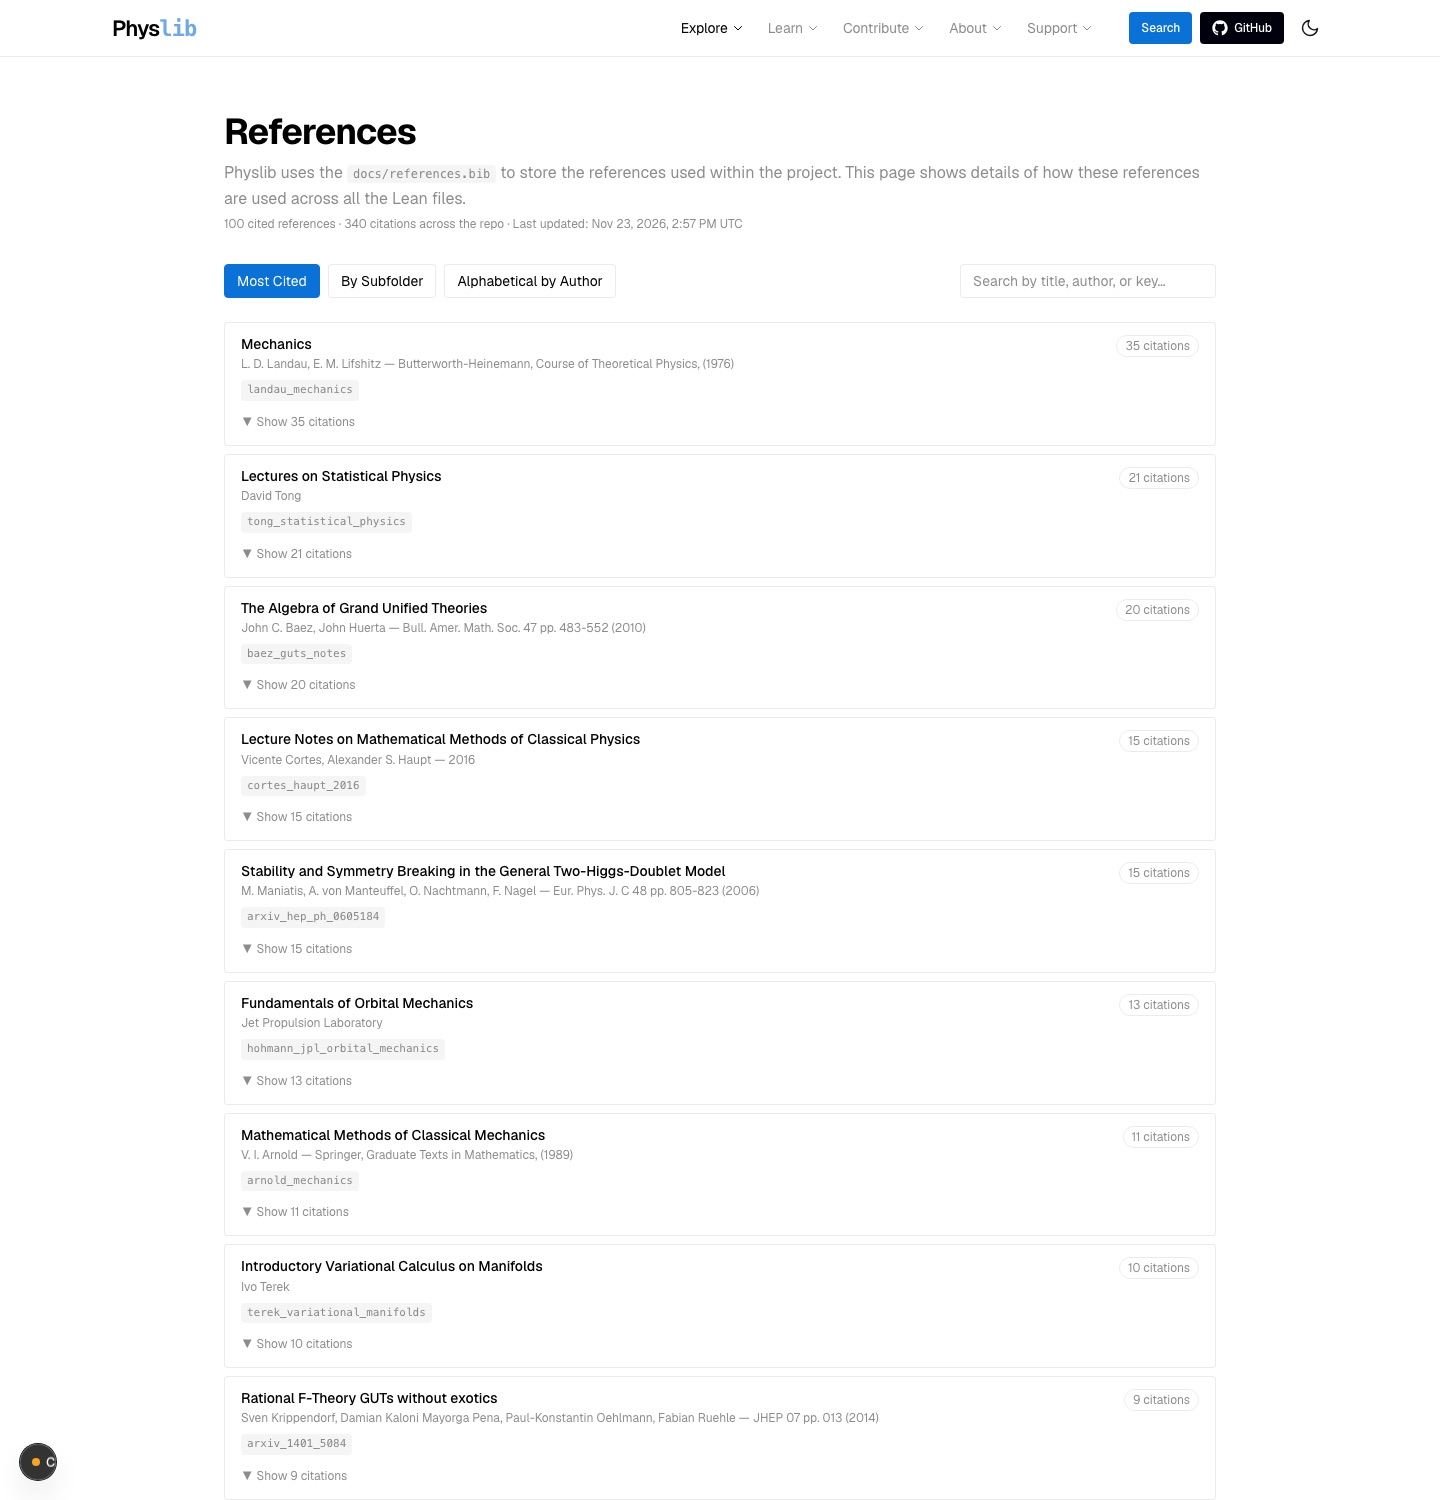 Physlib
Explore Learn Contribute About Support Search GitHub
References
Physlib uses the docs/references.bib to store the references used within the project. This page shows details of how these references
are used across all the Lean files.
100 cited references · 340 citations across the repo · Last updated: Nov 23, 2026, 2:57 PM UTC
Most Cited By Subfolder Alphabetical by Author Search by title, author, or key...
Mechanics 35 citations
L. D. Landau, E. M. Lifshitz — Butterworth-Heinemann, Course of Theoretical Physics, (1976)
landau_mechanics
▼ Show 35 citations
Lectures on Statistical Physics 21 citations
David Tong
tong_statistical_physics
▼ Show 21 citations
The Algebra of Grand Unified Theories 20 citations
John C. Baez, John Huerta — Bull. Amer. Math. Soc. 47 pp. 483-552 (2010)
baez_guts_notes
▼ Show 20 citations
Lecture Notes on Mathematical Methods of Classical Physics 15 citations
Vicente Cortes, Alexander S. Haupt — 2016
cortes_haupt_2016
▼ Show 15 citations
Stability and Symmetry Breaking in the General Two-Higgs-Doublet Model 15 citations
M. Maniatis, A. von Manteuffel, O. Nachtmann, F. Nagel — Eur. Phys. J. C 48 pp. 805-823 (2006)
arxiv_hep_ph_0605184
▼ Show 15 citations
Fundamentals of Orbital Mechanics 13 citations
Jet Propulsion Laboratory
hohmann_jpl_orbital_mechanics
▼ Show 13 citations
Mathematical Methods of Classical Mechanics 11 citations
V. I. Arnold — Springer, Graduate Texts in Mathematics, (1989)
arnold_mechanics
▼ Show 11 citations
Introductory Variational Calculus on Manifolds 10 citations
Ivo Terek
terek_variational_manifolds
▼ Show 10 citations
Rational F-Theory GUTs without exotics 9 citations
Sven Krippendorf, Damian Kaloni Mayorga Pena, Paul-Konstantin Oehlmann, Fabian Ruehle — JHEP 07 pp. 013 (2014)
arxiv_1401_5084
▼ Show 9 citations